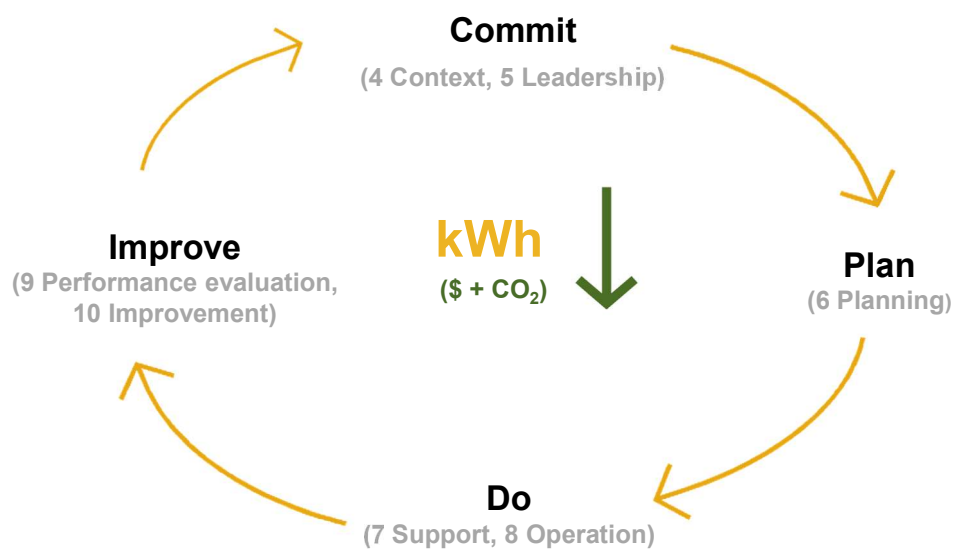 Commit
(4 Context, 5 Leadership)
kWh
($ + CO₂)
Plan
(6 Planning)
Do
(7 Support, 8 Operation)
Improve
(9 Performance evaluation,
10 Improvement)